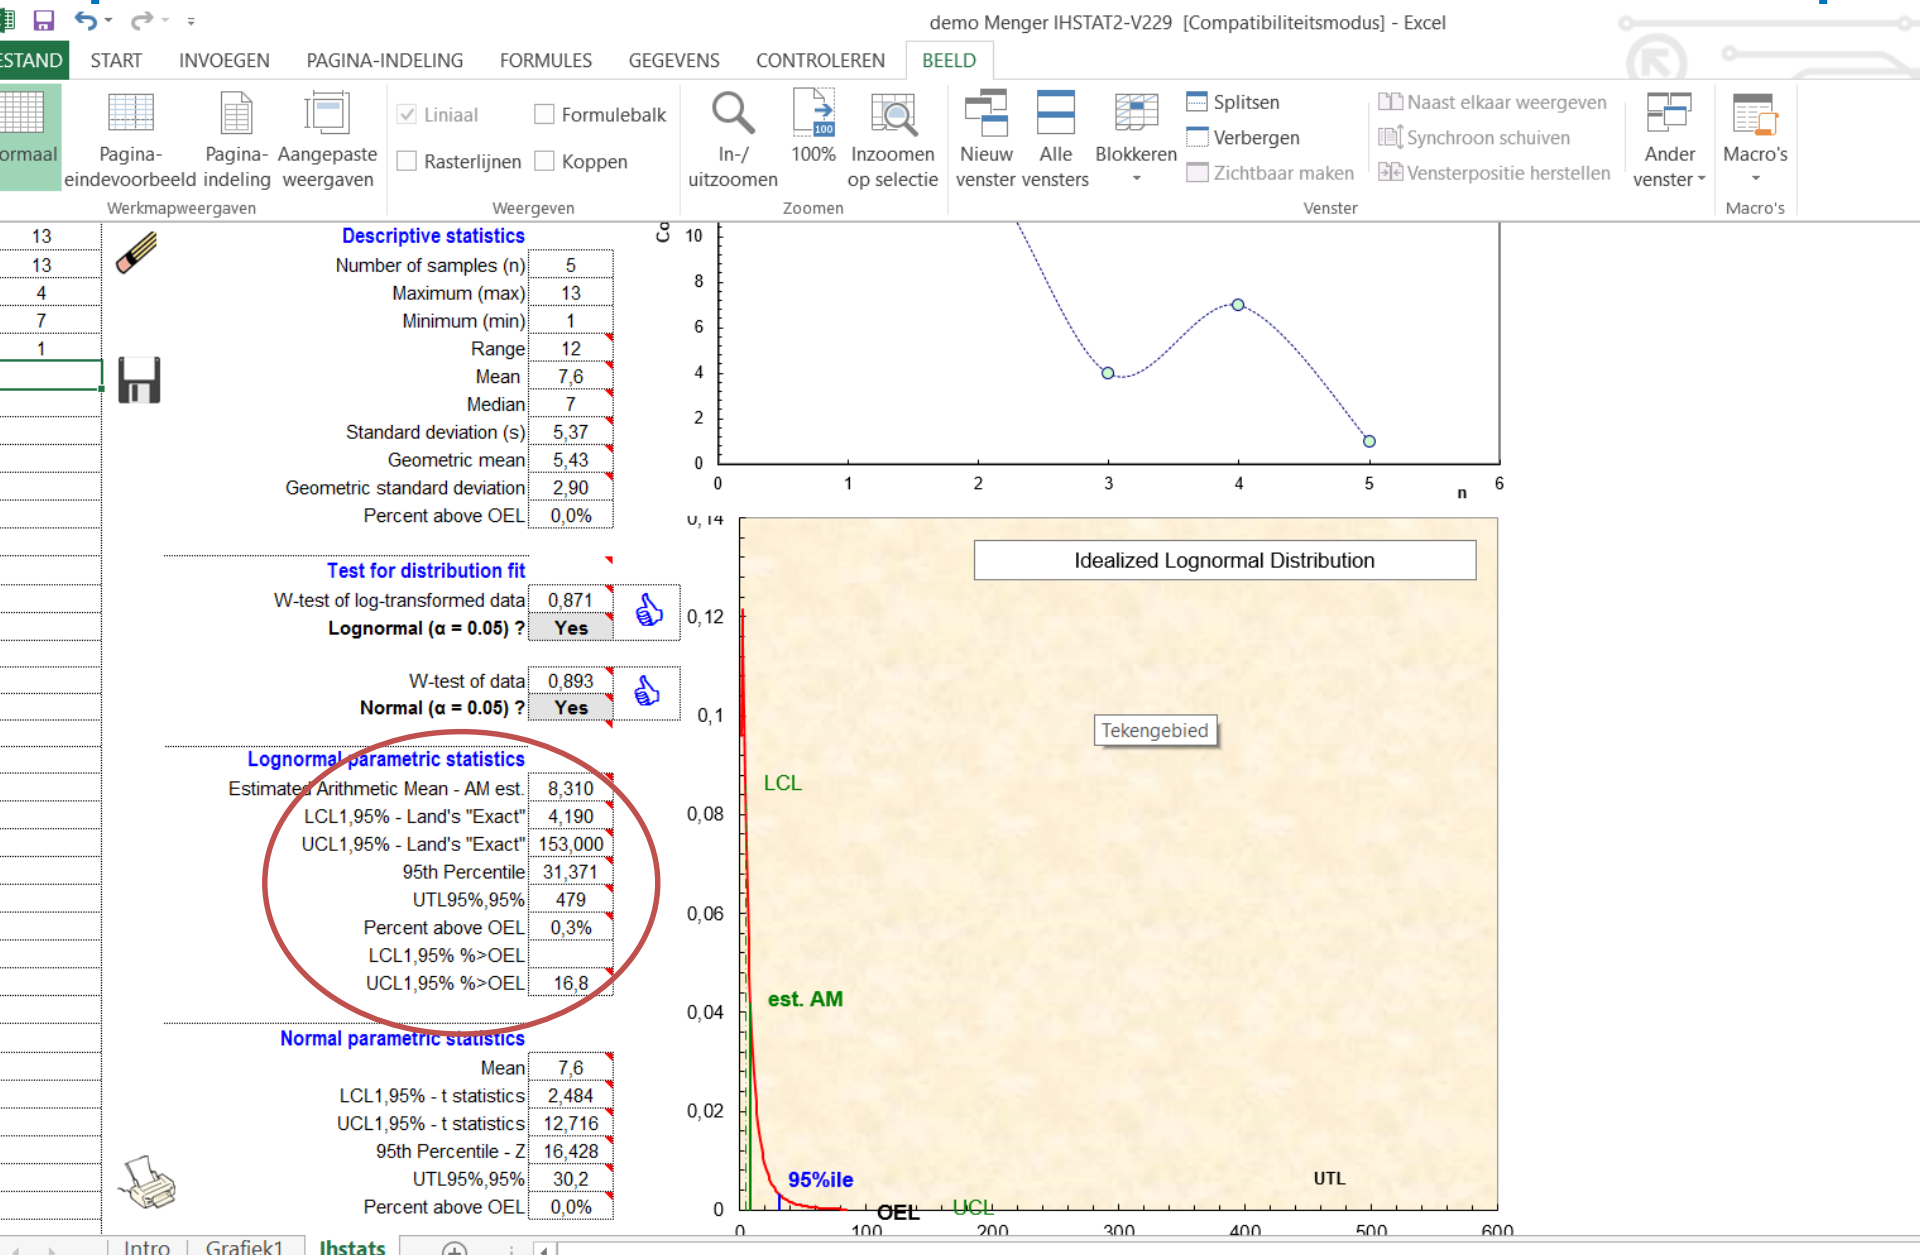 demo Menger IHSTAT2-V229 [Compatibiliteitsmodus] - Excel
START INVOEGEN PAGINA-INDELING FORMULES GEGEVENS CONTROLEREN BEELD
Pagina-eindevoorbeeld
Pagina-indeling
Aangepaste weergaven
Werkmapweergaven
Liniaal
Formulebalk
Rasterlijnen
Koppen
Weergeven
In-/uitzoomen
100
100%
Inzoomen op selectie
Zoomen
Nieuw venster
Alle vensters
Blokkeren
Splitsen
Verbergen
Zichtbaar maken
Naast elkaar weergeven
Synchroon schuiven
Vensterpositie herstellen
Venster
Ander venster
Macro's
Macro's
13
13
4
7
1
Descriptive statistics
Number of samples (n) 5
Maximum (max) 13
Minimum (min) 1
Range 12
Mean 7,6
Median 7
Standard deviation (s) 5,37
Geometric mean 5,43
Geometric standard deviation 2,90
Percent above OEL 0,0%
Test for distribution fit
W-test of log-transformed data 0,871
Lognormal (α = 0.05) ? Yes
W-test of data 0,893
Normal (α = 0.05) ? Yes
Lognormal parametric statistics
Estimated Arithmetic Mean - AM est. 8,310
LCL1,95% - Land's "Exact" 4,190
UCL1,95% - Land's "Exact" 153,000
95th Percentile 31,371
UTL95%,95% 479
Percent above OEL 0,3%
LCL1,95% %>OEL
UCL1,95% %>OEL 16,8
Normal parametric statistics
Mean 7,6
LCL1,95% - t statistics 2,484
UCL1,95% - t statistics 12,716
95th Percentile - Z 16,428
UTL95%,95% 30,2
Percent above OEL 0,0%
Co
10
8
6
4
2
0
0 1 2 3 4 5 6
n
0,14
Idealized Lognormal Distribution
0,12
0,1
Tekengebied
LCL
0,08
0,06
est. AM
0,04
0,02
95%ile
UTL
0
OEL
UCL
0 100 200 300 400 500 600
Intro Grafiek1 Ihstats